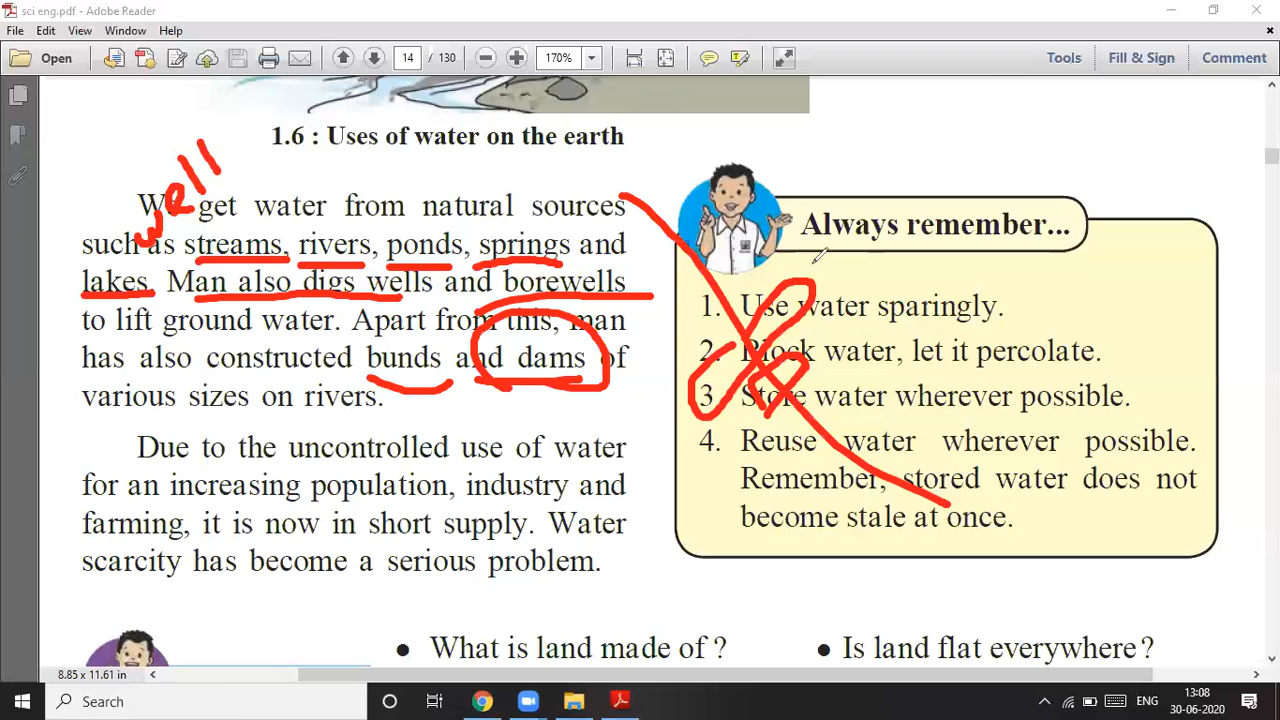 sci eng.pdf - Adobe Reader
File Edit View Window Help
Open 14 / 130 170% Tools Fill & Sign Comment
1.6 : Uses of water on the earth
well
We get water from natural sources
such as streams, rivers, ponds, springs and
lakes. Man also digs wells and borewells
to lift ground water. Apart from this, man
has also constructed bunds and dams of
various sizes on rivers.
Due to the uncontrolled use of water
for an increasing population, industry and
farming, it is now in short supply. Water
scarcity has become a serious problem.
Always remember...
1. Use water sparingly.
2. Block water, let it percolate.
3. Store water wherever possible.
4. Reuse water wherever possible.
Remember, stored water does not
become stale at once.
• What is land made of ?
• Is land flat everywhere ?
8.85 x 11.61 in
Search
ENG
13:08
30-06-2020